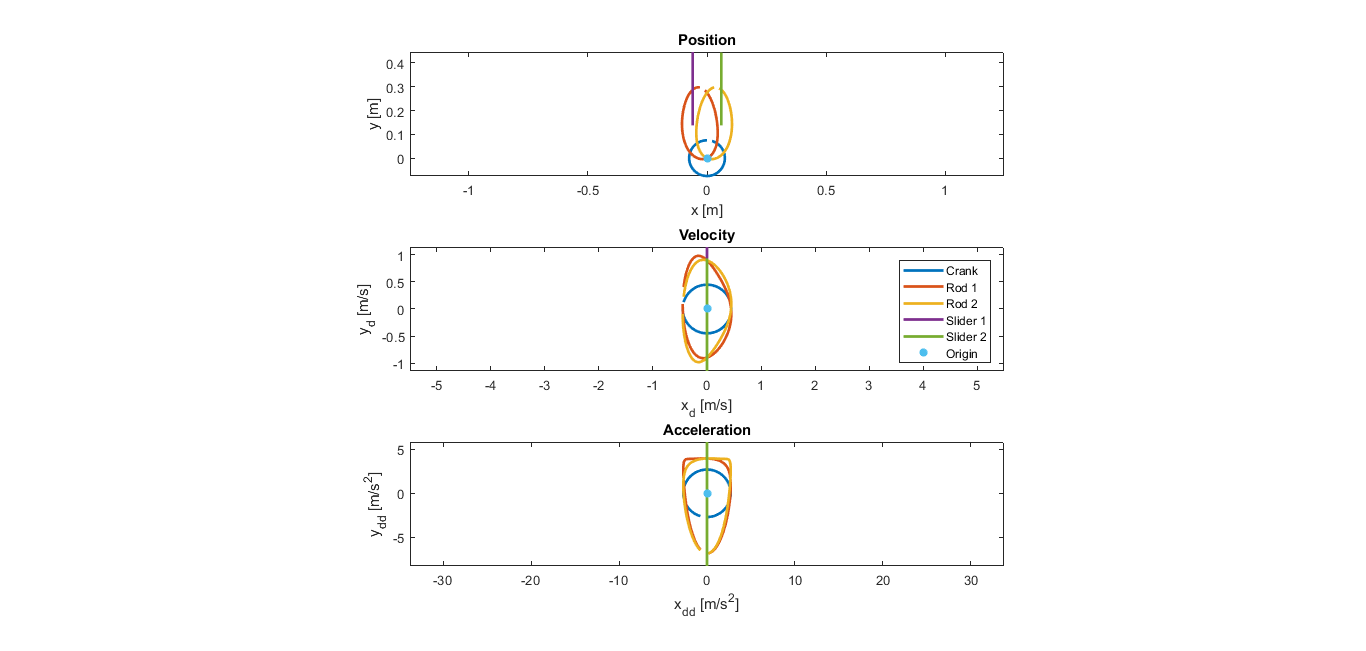 Position
0.4
0.3
0.2
0.1
0
y [m]
-1 -0.5 0 0.5 1
x [m]
Velocity
1
0.5
0
-0.5
-1
y_d [m/s]
Crank
Rod 1
Rod 2
Slider 1
Slider 2
Origin
-5 -4 -3 -2 -1 0 1 2 3 4 5
x_d [m/s]
Acceleration
5
0
-5
y_dd [m/s²]
-30 -20 -10 0 10 20 30
x_dd [m/s²]